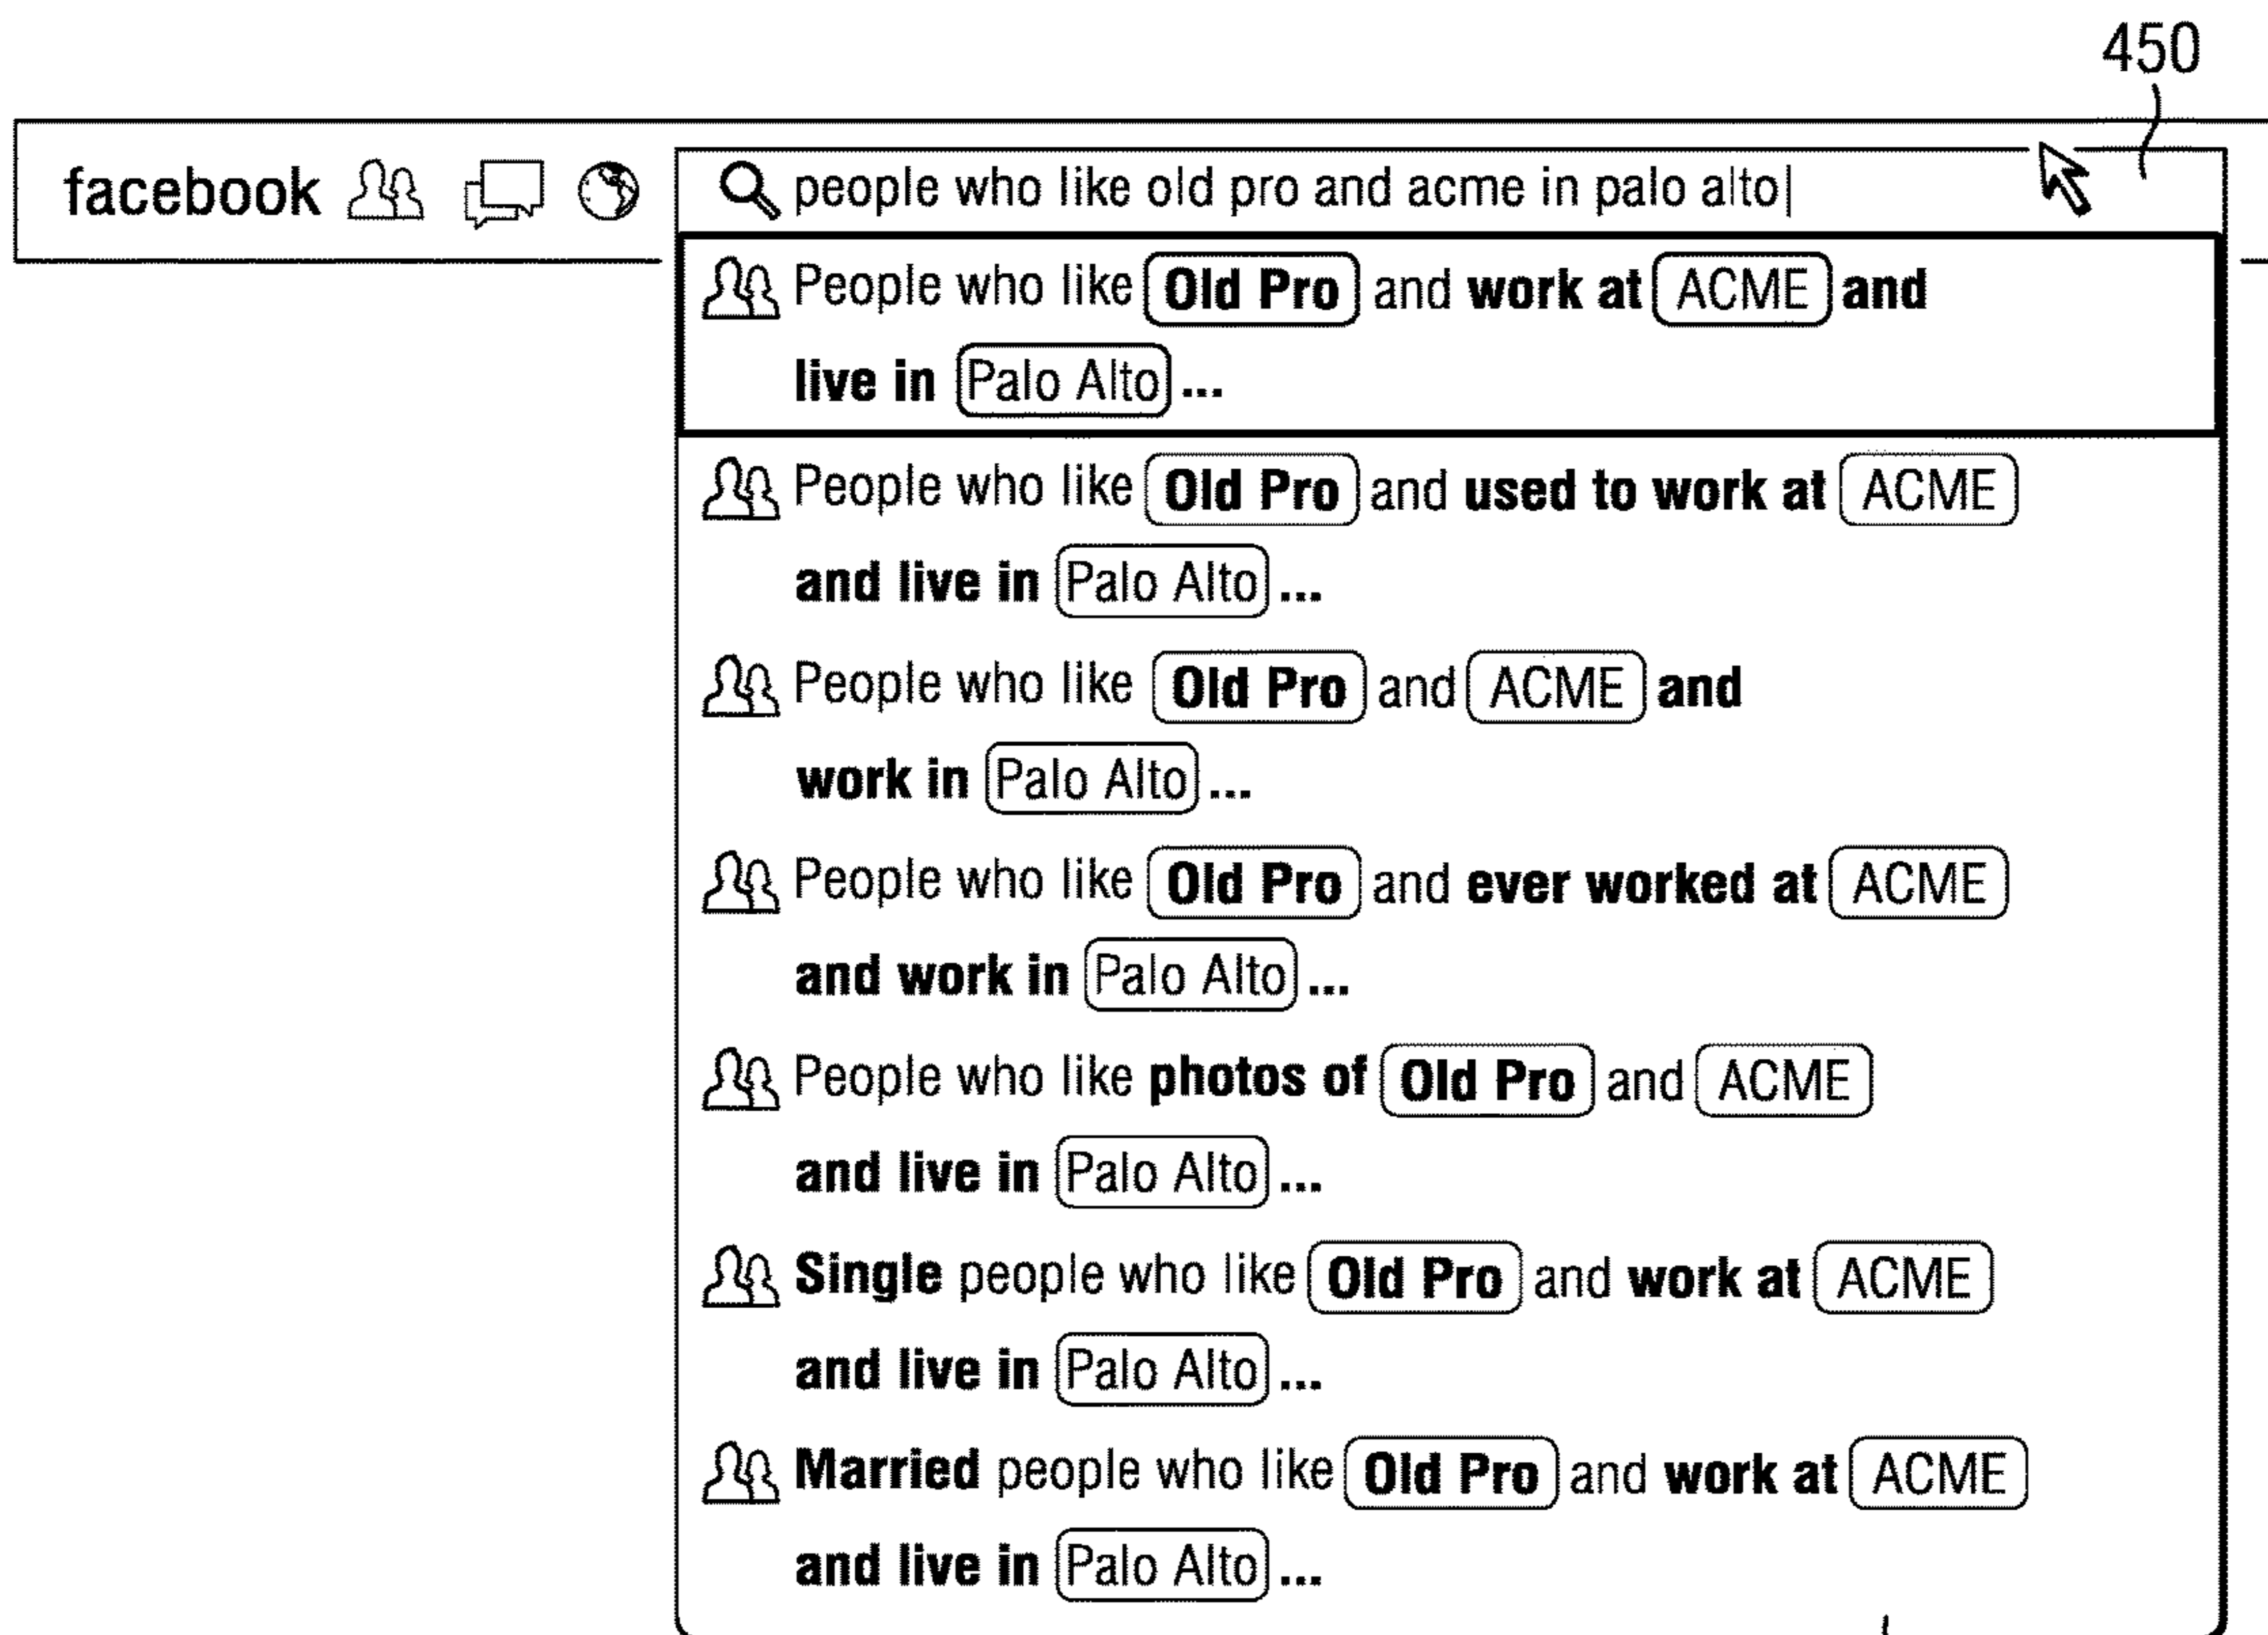 450
facebook people who like old pro and acme in palo alto
People who like Old Pro and work at ACME and
live in Palo Alto ...
People who like Old Pro and used to work at ACME
and live in Palo Alto ...
People who like Old Pro and ACME and
work in Palo Alto ...
People who like Old Pro and ever worked at ACME
and work in Palo Alto ...
People who like photos of Old Pro and ACME
and live in Palo Alto ...
Single people who like Old Pro and work at ACME
and live in Palo Alto ...
Married people who like Old Pro and work at ACME
and live in Palo Alto ...